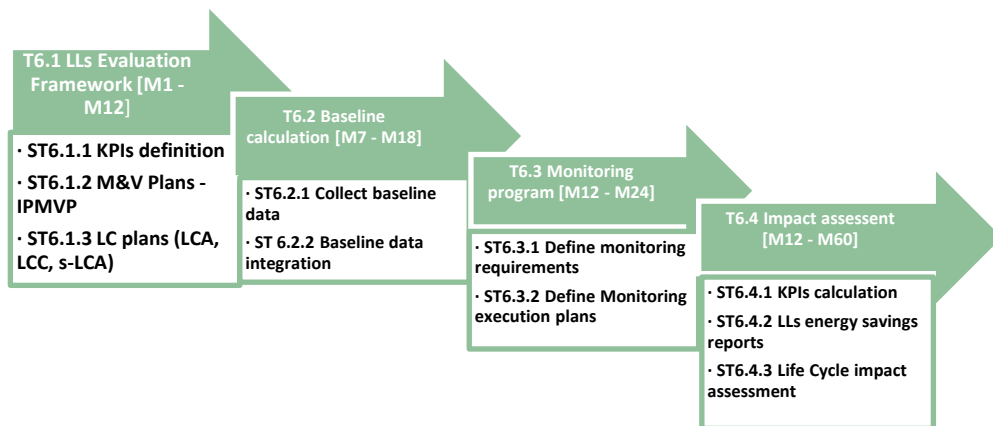 T6.1 LLs Evaluation
Framework [M1 -
M12]
· ST6.1.1 KPIs definition
· ST6.1.2 M&V Plans -
IPMVP
· ST6.1.3 LC plans (LCA,
LCC, s-LCA)
T6.2 Baseline
calculation [M7 - M18]
· ST6.2.1 Collect baseline
data
· ST 6.2.2 Baseline data
integration
T6.3 Monitoring
program [M12 - M24]
· ST6.3.1 Define monitoring
requirements
· ST6.3.2 Define Monitoring
execution plans
T6.4 Impact assessent
[M12 - M60]
· ST6.4.1 KPIs calculation
· ST6.4.2 LLs energy savings
reports
· ST6.4.3 Life Cycle impact
assessment